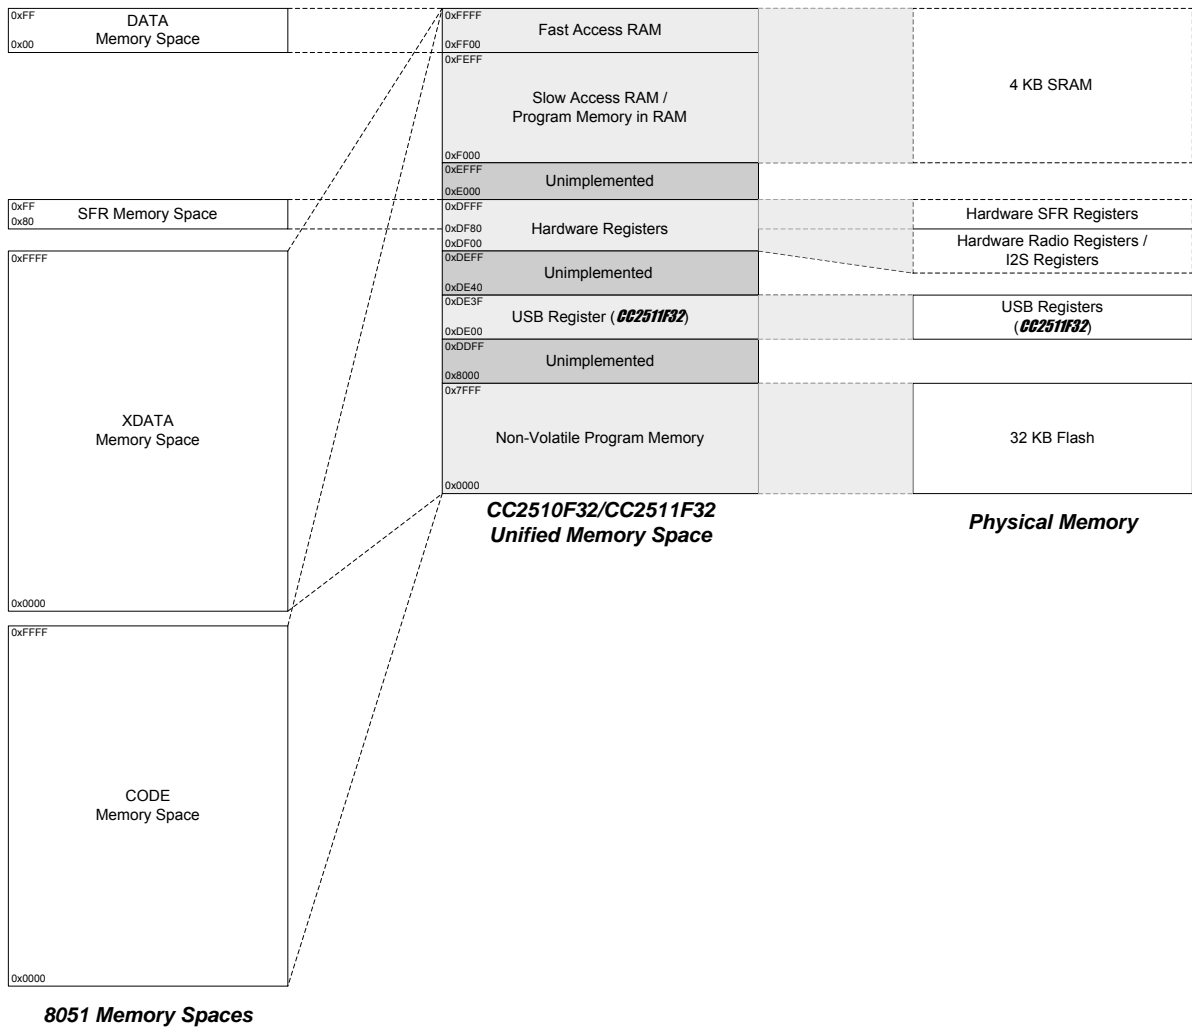 0xFF
DATA
Memory Space
0x00
0xFF
SFR Memory Space
0x80
0xFFFF
XDATA
Memory Space
0x0000
0xFFFF
CODE
Memory Space
0x0000
8051 Memory Spaces
0xFFFF
Fast Access RAM
0xFF00
0xFEFF
Slow Access RAM /
Program Memory in RAM
0xF000
0xEFFF
Unimplemented
0xE000
0xDFFF
0xDF80
Hardware Registers
0xDF00
0xDEFF
Unimplemented
0xDE40
0xDE3F
USB Register (CC2511F32)
0xDE00
0xDDFF
Unimplemented
0x8000
0x7FFF
Non-Volatile Program Memory
0x0000
CC2510F32/CC2511F32
Unified Memory Space
4 KB SRAM
Hardware SFR Registers
Hardware Radio Registers /
I2S Registers
USB Registers
(CC2511F32)
32 KB Flash
Physical Memory